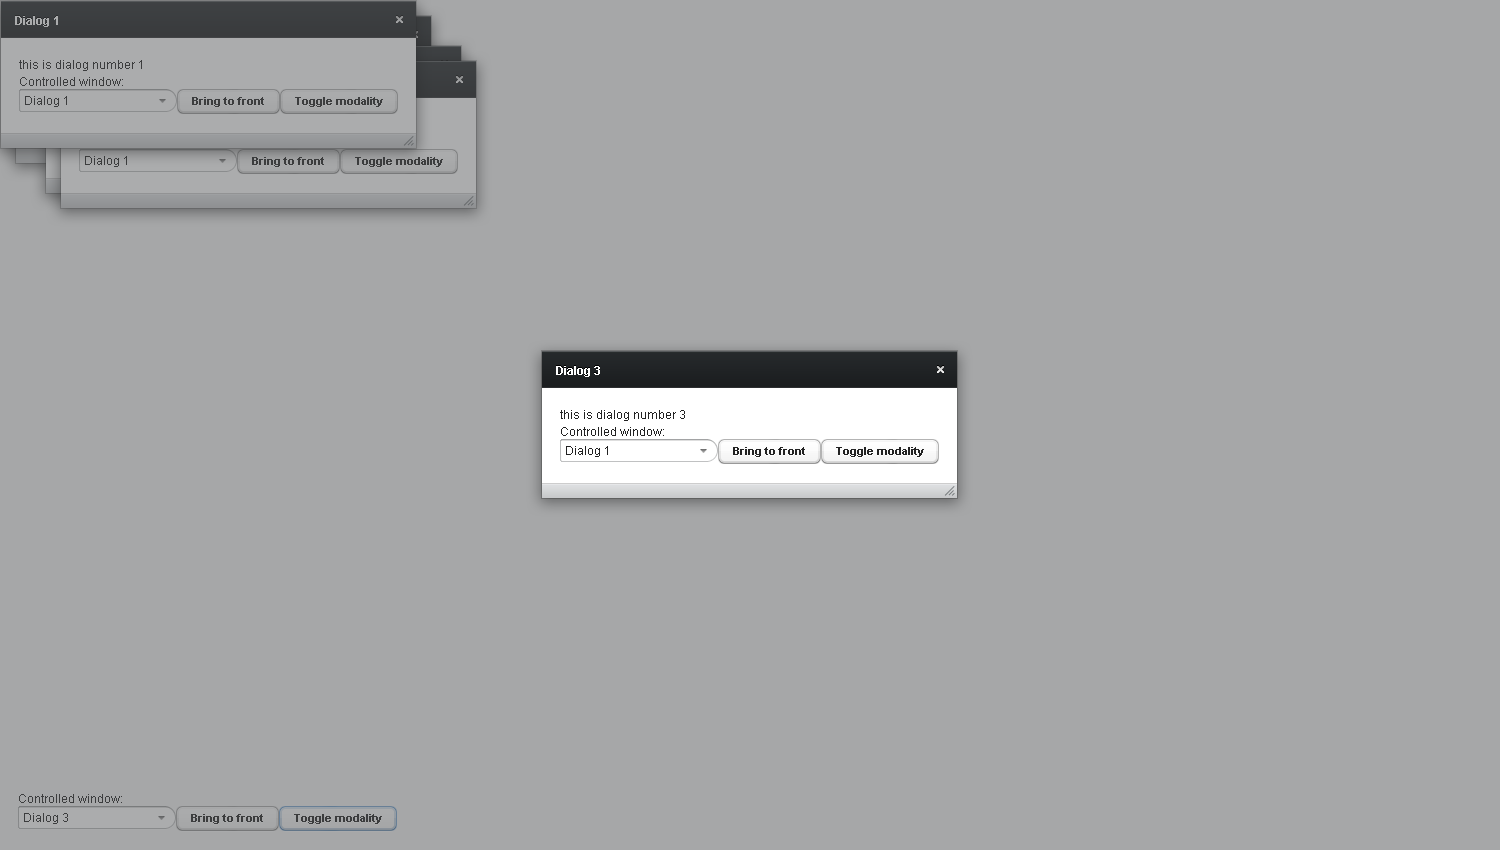 Dialog 1
this is dialog number 1
Controlled window:
Dialog 1 Bring to front Toggle modality
Dialog 1 Bring to front Toggle modality
Dialog 3
this is dialog number 3
Controlled window:
Dialog 1 Bring to front Toggle modality
Controlled window:
Dialog 3 Bring to front Toggle modality